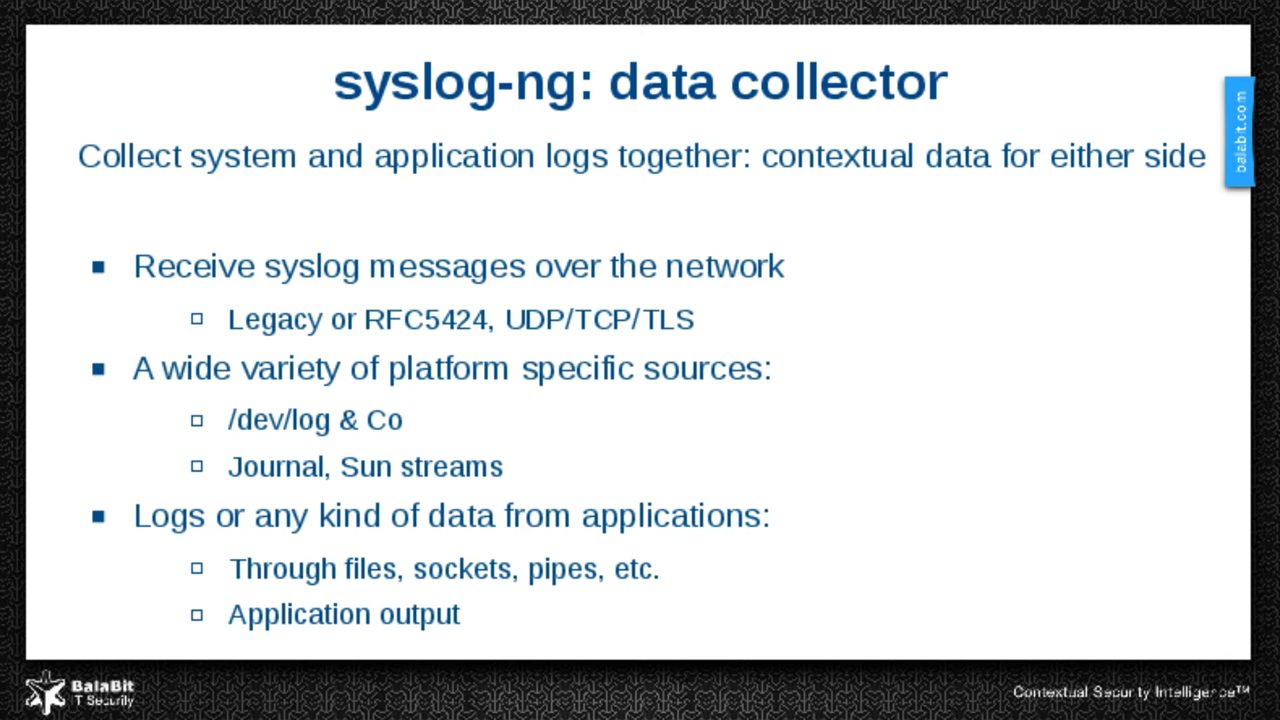 syslog-ng: data collector
balabit.com
Collect system and application logs together: contextual data for either side
Receive syslog messages over the network
Legacy or RFC5424, UDP/TCP/TLS
A wide variety of platform specific sources:
/dev/log & Co
Journal, Sun streams
Logs or any kind of data from applications:
Through files, sockets, pipes, etc.
Application output
BalaBit
IT Security
Contextual Security Intelligence™